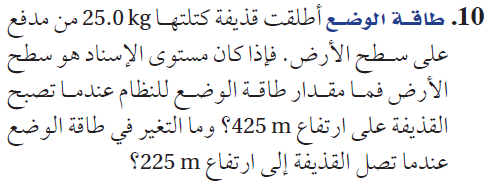 10. طاقة الوضع أطلقت قذيفة كتلتها 25.0 kg من مدفع
على سطح الأرض. فإذا كان مستوى الإسناد هو سطح
الأرض فما مقدار طاقة الوضع للنظام عندما تصبح
القذيفة على ارتفاع 425 m؟ وما التغير في طاقة الوضع
عندما تصل القذيفة إلى ارتفاع 225 m؟